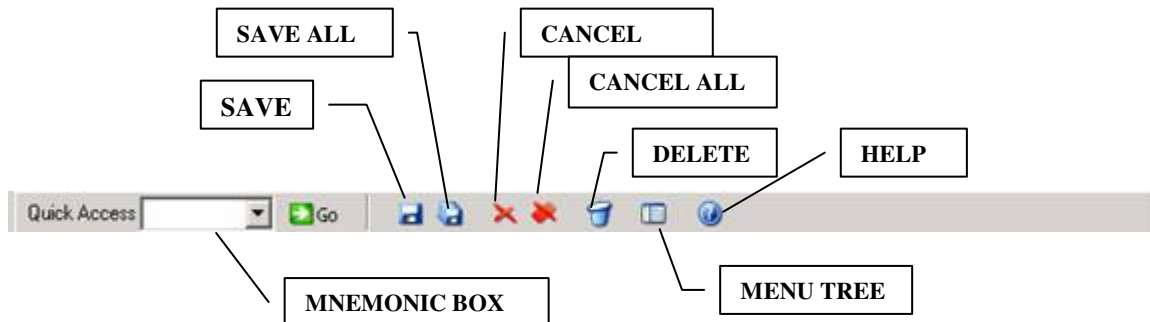 SAVE ALL
CANCEL
CANCEL ALL
SAVE
DELETE
HELP
Quick Access
Go
MENU TREE
MNEMONIC BOX